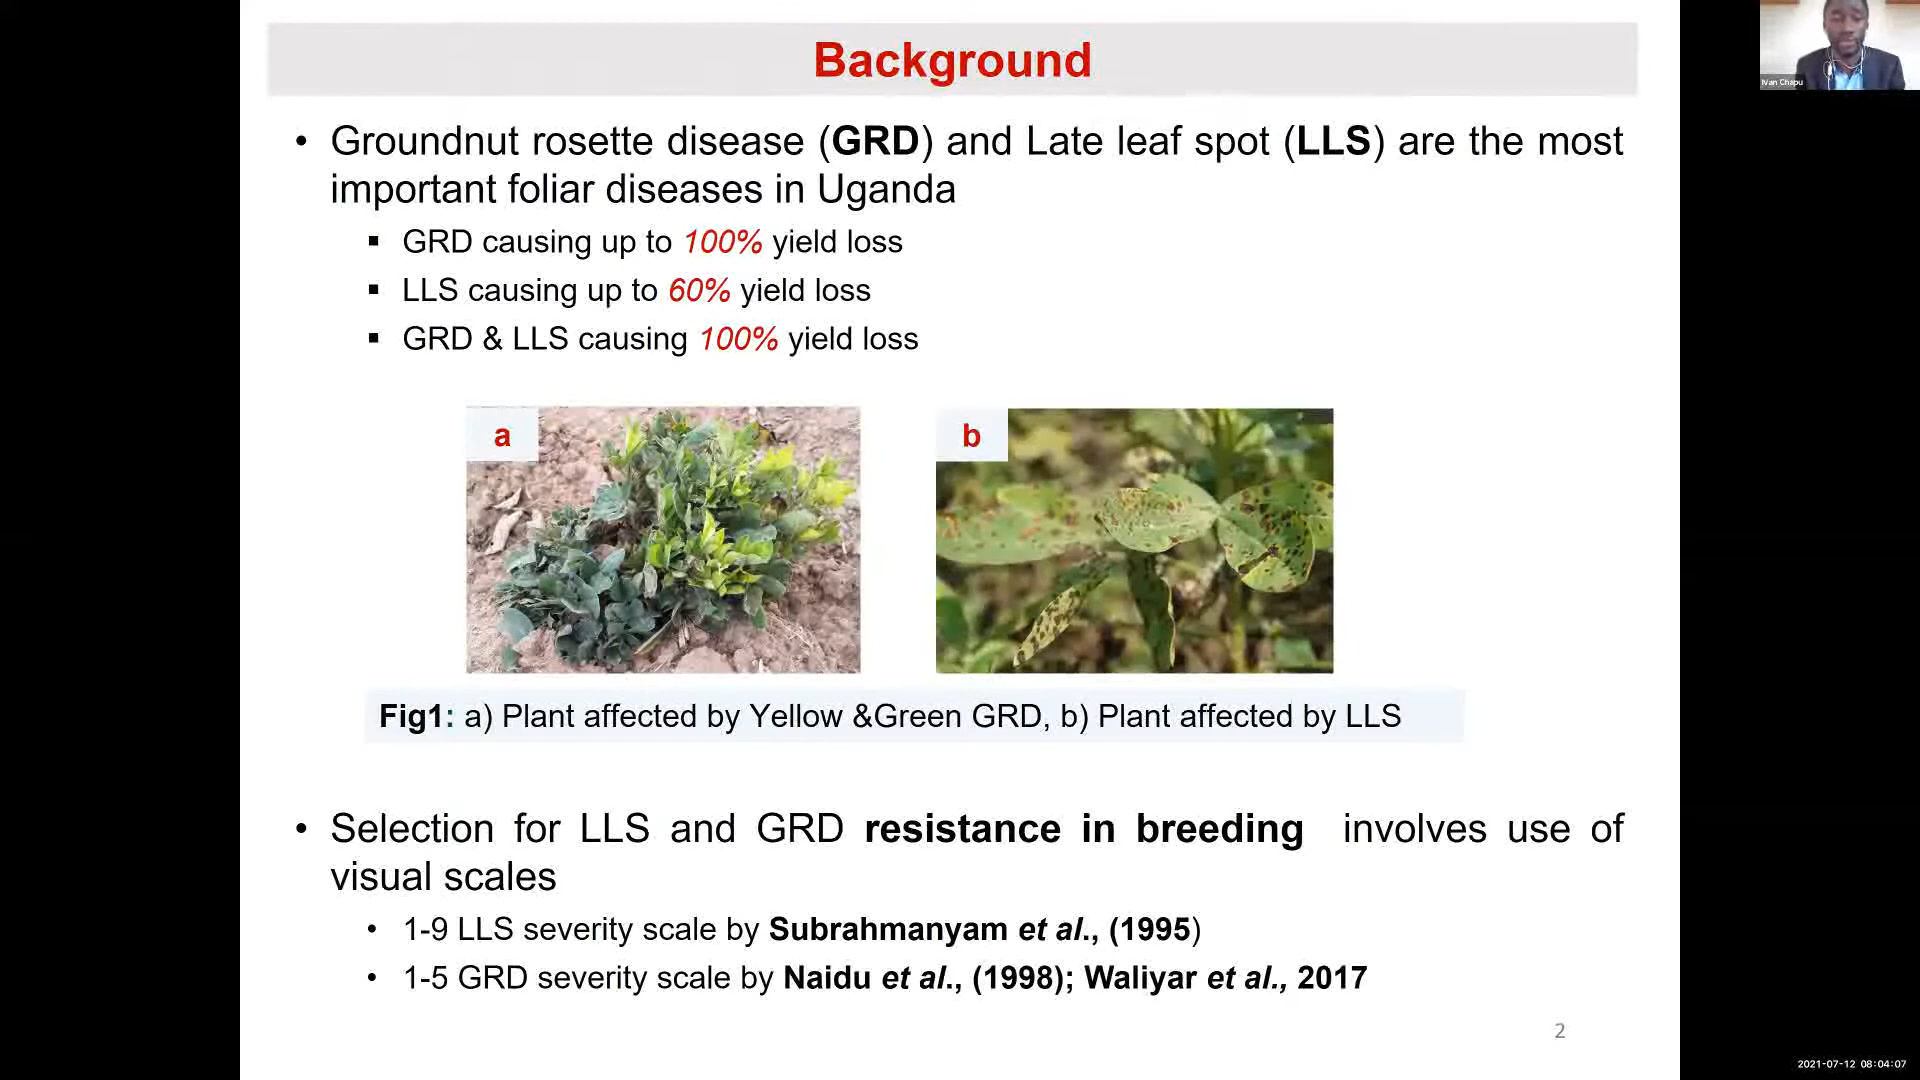 Background
Ivan Chapu
• Groundnut rosette disease (GRD) and Late leaf spot (LLS) are the most
important foliar diseases in Uganda
▪ GRD causing up to 100% yield loss
▪ LLS causing up to 60% yield loss
▪ GRD & LLS causing 100% yield loss
a
b
Fig1: a) Plant affected by Yellow &Green GRD, b) Plant affected by LLS
• Selection for LLS and GRD resistance in breeding involves use of
visual scales
• 1-9 LLS severity scale by Subrahmanyam et al., (1995)
• 1-5 GRD severity scale by Naidu et al., (1998); Waliyar et al., 2017
2
2021-07-12 08:04:07